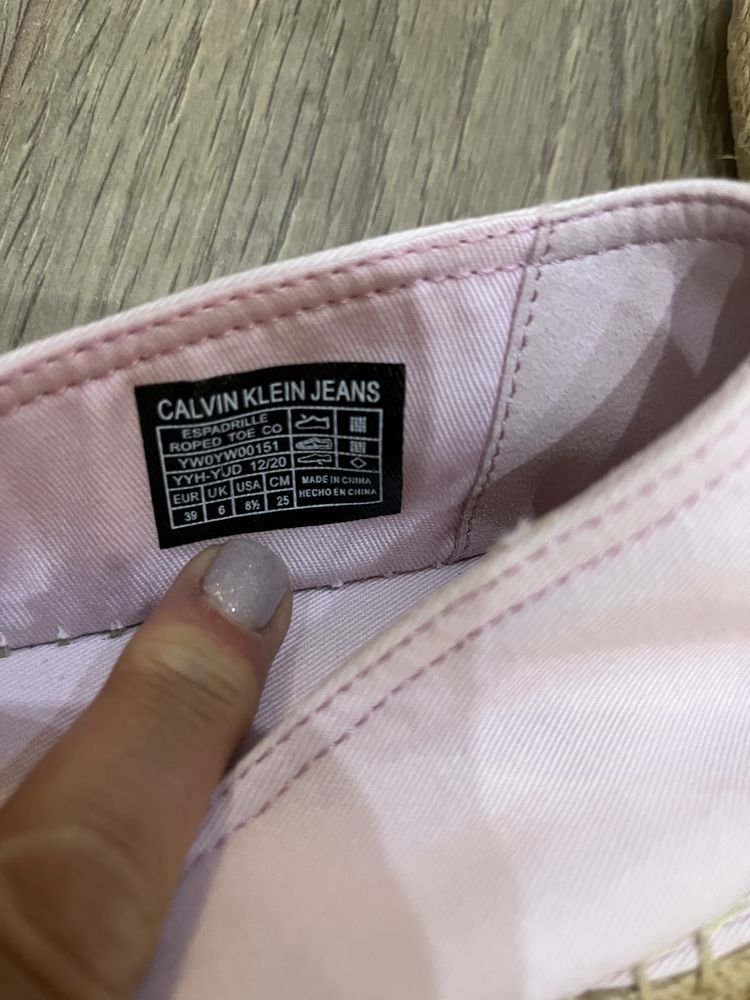 CALVIN KLEIN JEANS
ESPADRILLE
ROPED TOE CO
YW0YW00151
YYH-YUD 12/20
EUR UK USA CM
39 6 8½ 25
MADE IN CHINA
HECHO EN CHINA